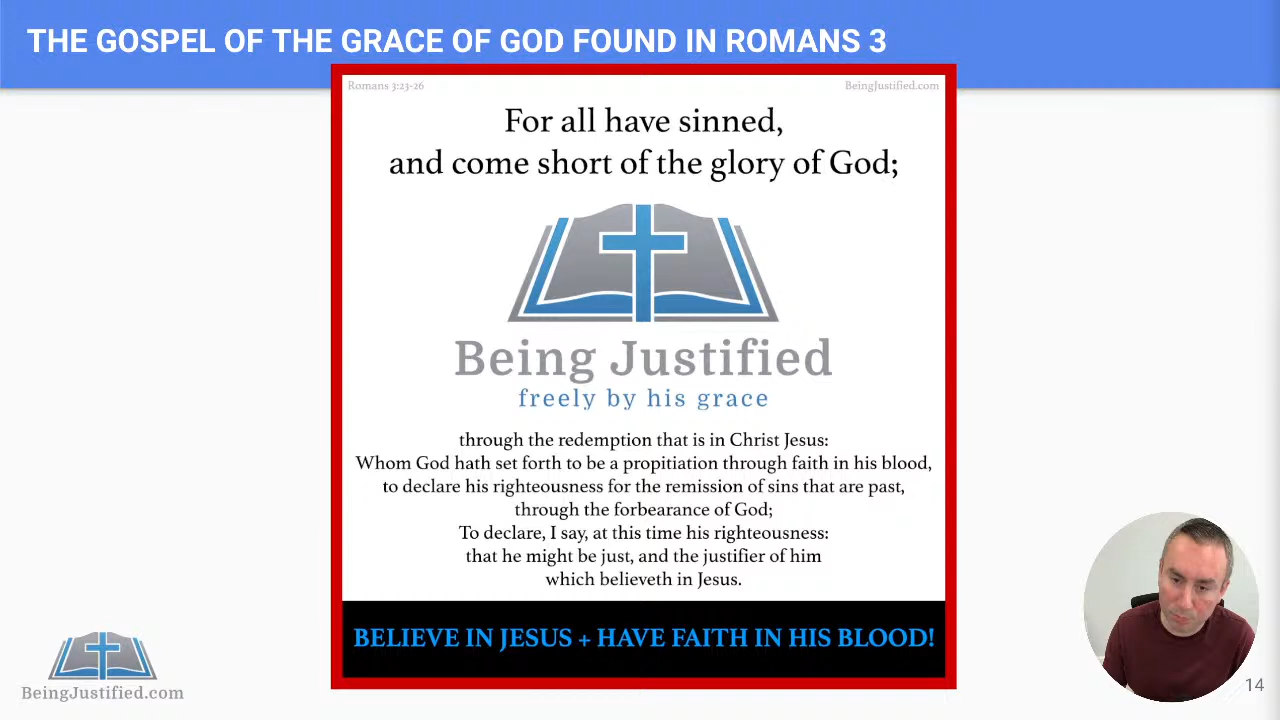 THE GOSPEL OF THE GRACE OF GOD FOUND IN ROMANS 3
Romans 3:23-26
BeingJustified.com
For all have sinned,
and come short of the glory of God;
Being Justified
freely by his grace
through the redemption that is in Christ Jesus:
Whom God hath set forth to be a propitiation through faith in his blood,
to declare his righteousness for the remission of sins that are past,
through the forbearance of God;
To declare, I say, at this time his righteousness:
that he might be just, and the justifier of him
which believeth in Jesus.
BELIEVE IN JESUS + HAVE FAITH IN HIS BLOOD!
BeingJustified.com
14